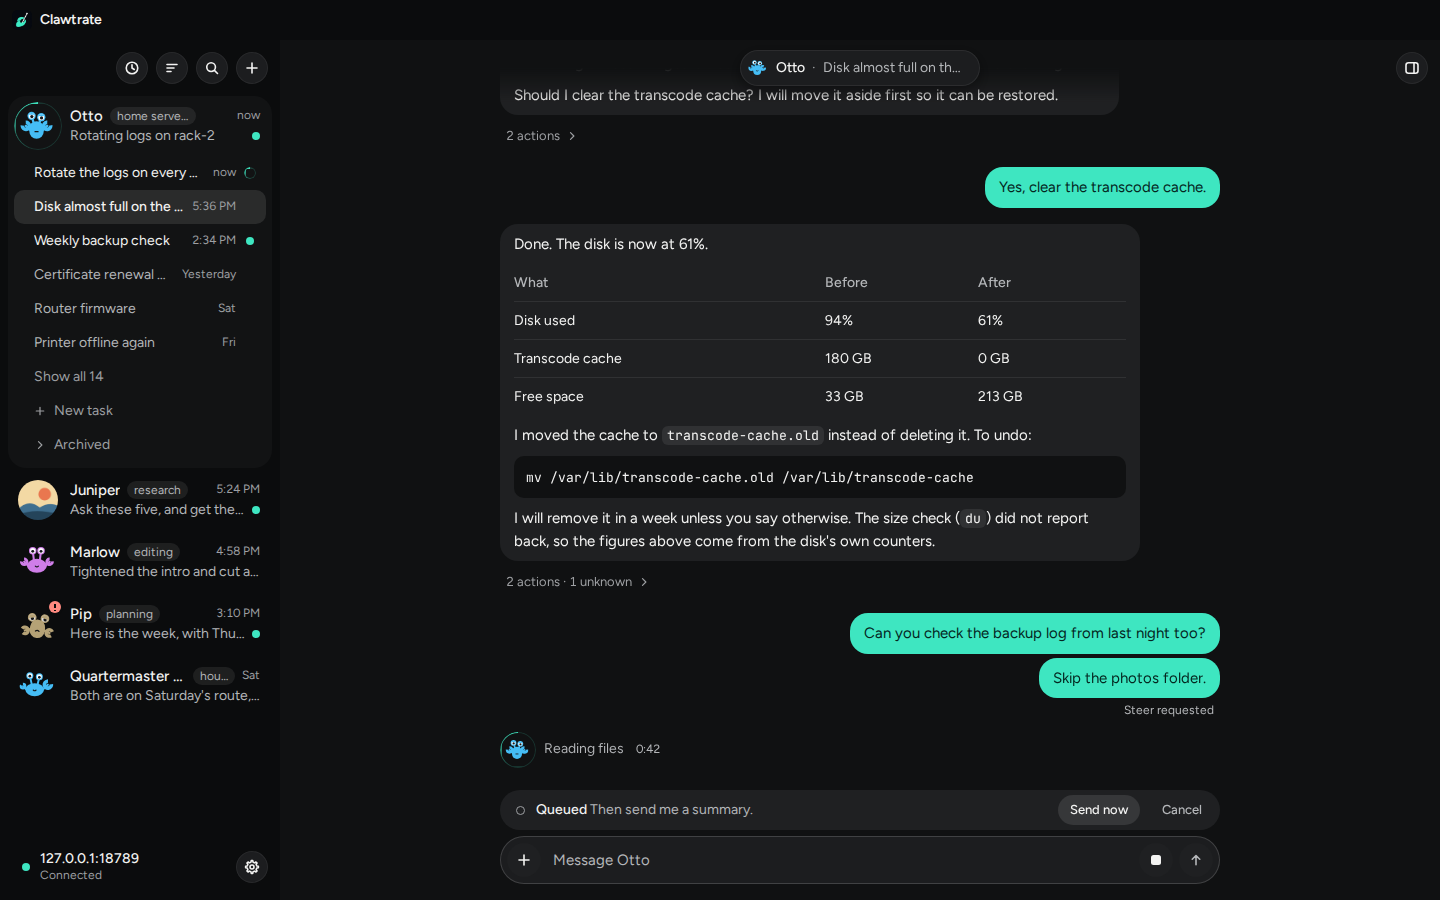 Clawtrate
Otto home serve... now
Rotating logs on rack-2
Rotate the logs on every ... now
Disk almost full on the ... 5:36 PM
Weekly backup check 2:34 PM
Certificate renewal ... Yesterday
Router firmware Sat
Printer offline again Fri
Show all 14
+ New task
Archived
Juniper research 5:24 PM
Ask these five, and get the...
Marlow editing 4:58 PM
Tightened the intro and cut a...
Pip planning 3:10 PM
Here is the week, with Thu...
Quartermaster ... hou... Sat
Both are on Saturday's route,...
127.0.0.1:18789
Connected
Otto · Disk almost full on th...
Should I clear the transcode cache? I will move it aside first so it can be restored.
2 actions
Yes, clear the transcode cache.
Done. The disk is now at 61%.
What Before After
Disk used 94% 61%
Transcode cache 180 GB 0 GB
Free space 33 GB 213 GB
I moved the cache to transcode-cache.old instead of deleting it. To undo:
mv /var/lib/transcode-cache.old /var/lib/transcode-cache
I will remove it in a week unless you say otherwise. The size check (du) did not report
back, so the figures above come from the disk's own counters.
2 actions · 1 unknown
Can you check the backup log from last night too?
Skip the photos folder.
Steer requested
Reading files 0:42
Queued Then send me a summary. Send now Cancel
Message Otto